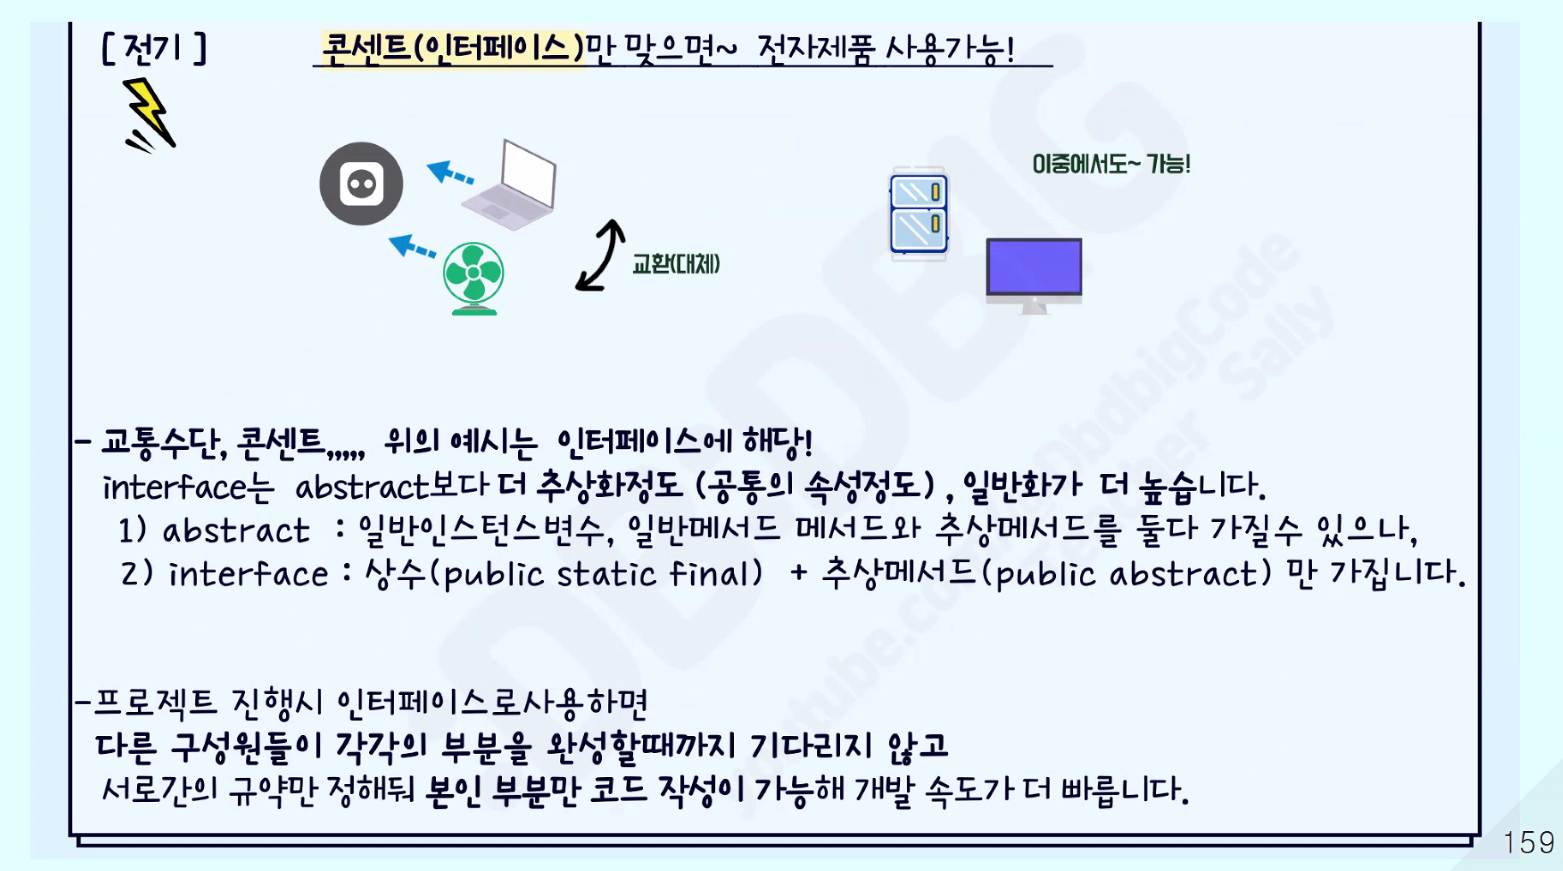 [ 전기 ]
콘센트(인터페이스)만 맞으면~ 전자제품 사용가능!
이중에서도~ 가능!
교환(대체)
- 교통수단, 콘센트,,,,, 위의 예시는 인터페이스에 해당!
interface는 abstract보다 더 추상화정도 (공통의 속성정도) , 일반화가 더 높습니다.
1) abstract : 일반인스턴스변수, 일반메서드 메서드와 추상메서드를 둘다 가질수 있으나,
2) interface : 상수(public static final) + 추상메서드(public abstract) 만 가집니다.
-프로젝트 진행시 인터페이스로사용하면
다른 구성원들이 각각의 부분을 완성할때까지 기다리지 않고
서로간의 규약만 정해둬 본인 부분만 코드 작성이 가능해 개발 속도가 더 빠릅니다.
159
DBDBIG
youtube.com/@DbdbigCode
Teacher Sally